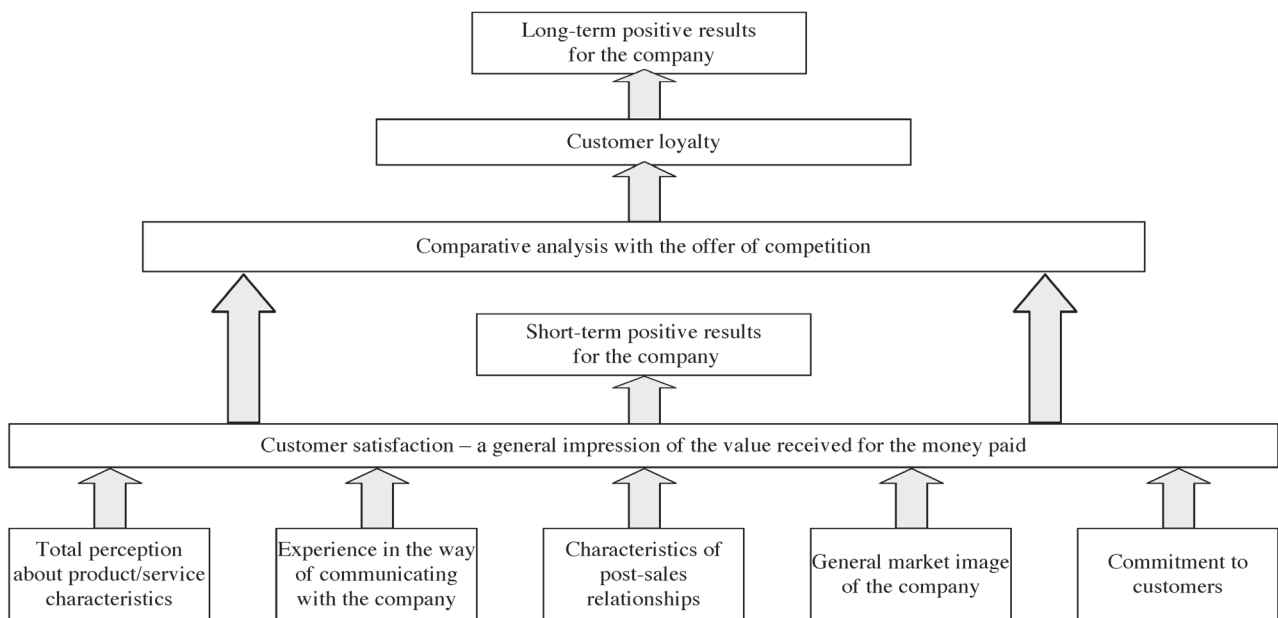 Long-term positive results
for the company
Customer loyalty
Comparative analysis with the offer of competition
Short-term positive results
for the company
Customer satisfaction – a general impression of the value received for the money paid
Total perception
about product/service
characteristics
Experience in the way
of communicating
with the company
Characteristics of
post-sales
relationships
General market image
of the company
Commitment to
customers